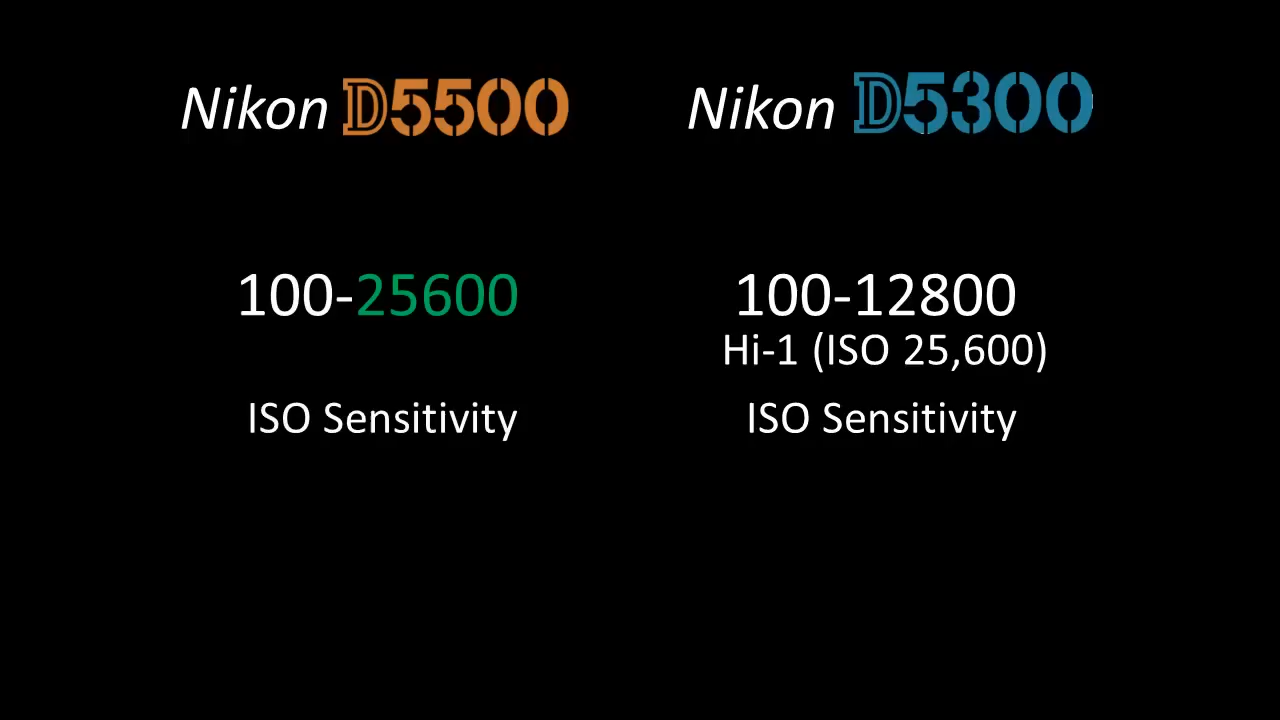 Nikon D5500
Nikon D5300
100-25600
100-12800
Hi-1 (ISO 25,600)
ISO Sensitivity
ISO Sensitivity